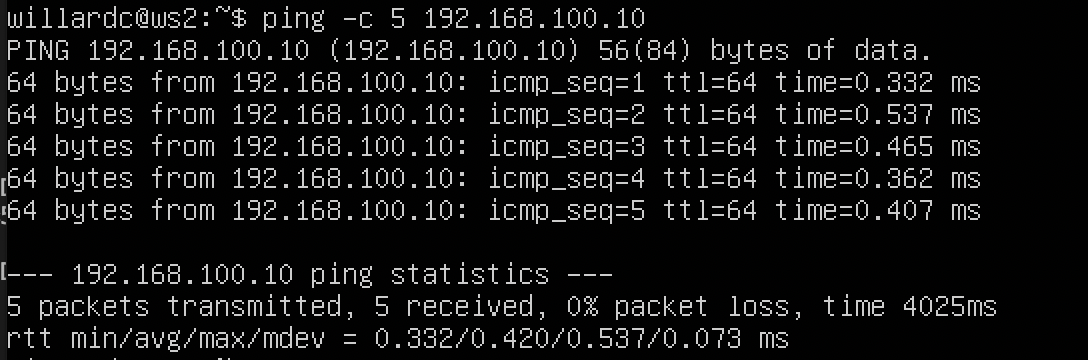 willardc@ws2:~$ ping -c 5 192.168.100.10
PING 192.168.100.10 (192.168.100.10) 56(84) bytes of data.
64 bytes from 192.168.100.10: icmp_seq=1 ttl=64 time=0.332 ms
64 bytes from 192.168.100.10: icmp_seq=2 ttl=64 time=0.537 ms
64 bytes from 192.168.100.10: icmp_seq=3 ttl=64 time=0.465 ms
64 bytes from 192.168.100.10: icmp_seq=4 ttl=64 time=0.362 ms
64 bytes from 192.168.100.10: icmp_seq=5 ttl=64 time=0.407 ms

--- 192.168.100.10 ping statistics ---
5 packets transmitted, 5 received, 0% packet loss, time 4025ms
rtt min/avg/max/mdev = 0.332/0.420/0.537/0.073 ms